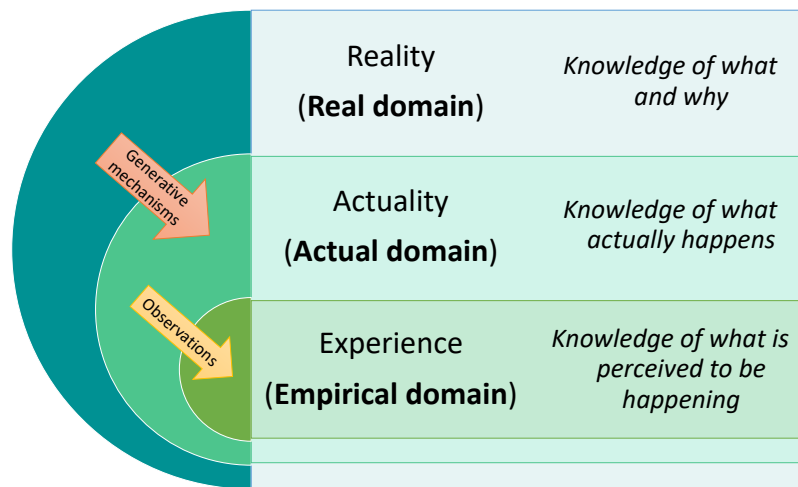 Reality
(Real domain)
Knowledge of what
and why
Generative
mechanisms
Actuality
(Actual domain)
Knowledge of what
actually happens
Observations
Experience
(Empirical domain)
Knowledge of what is
perceived to be
happening